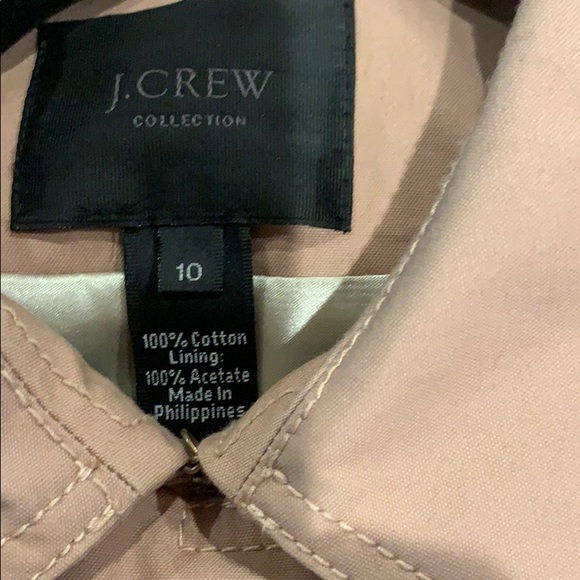 J.CREW
COLLECTION
10
100% Cotton
Lining:
100% Acetate
Made In
Philippines